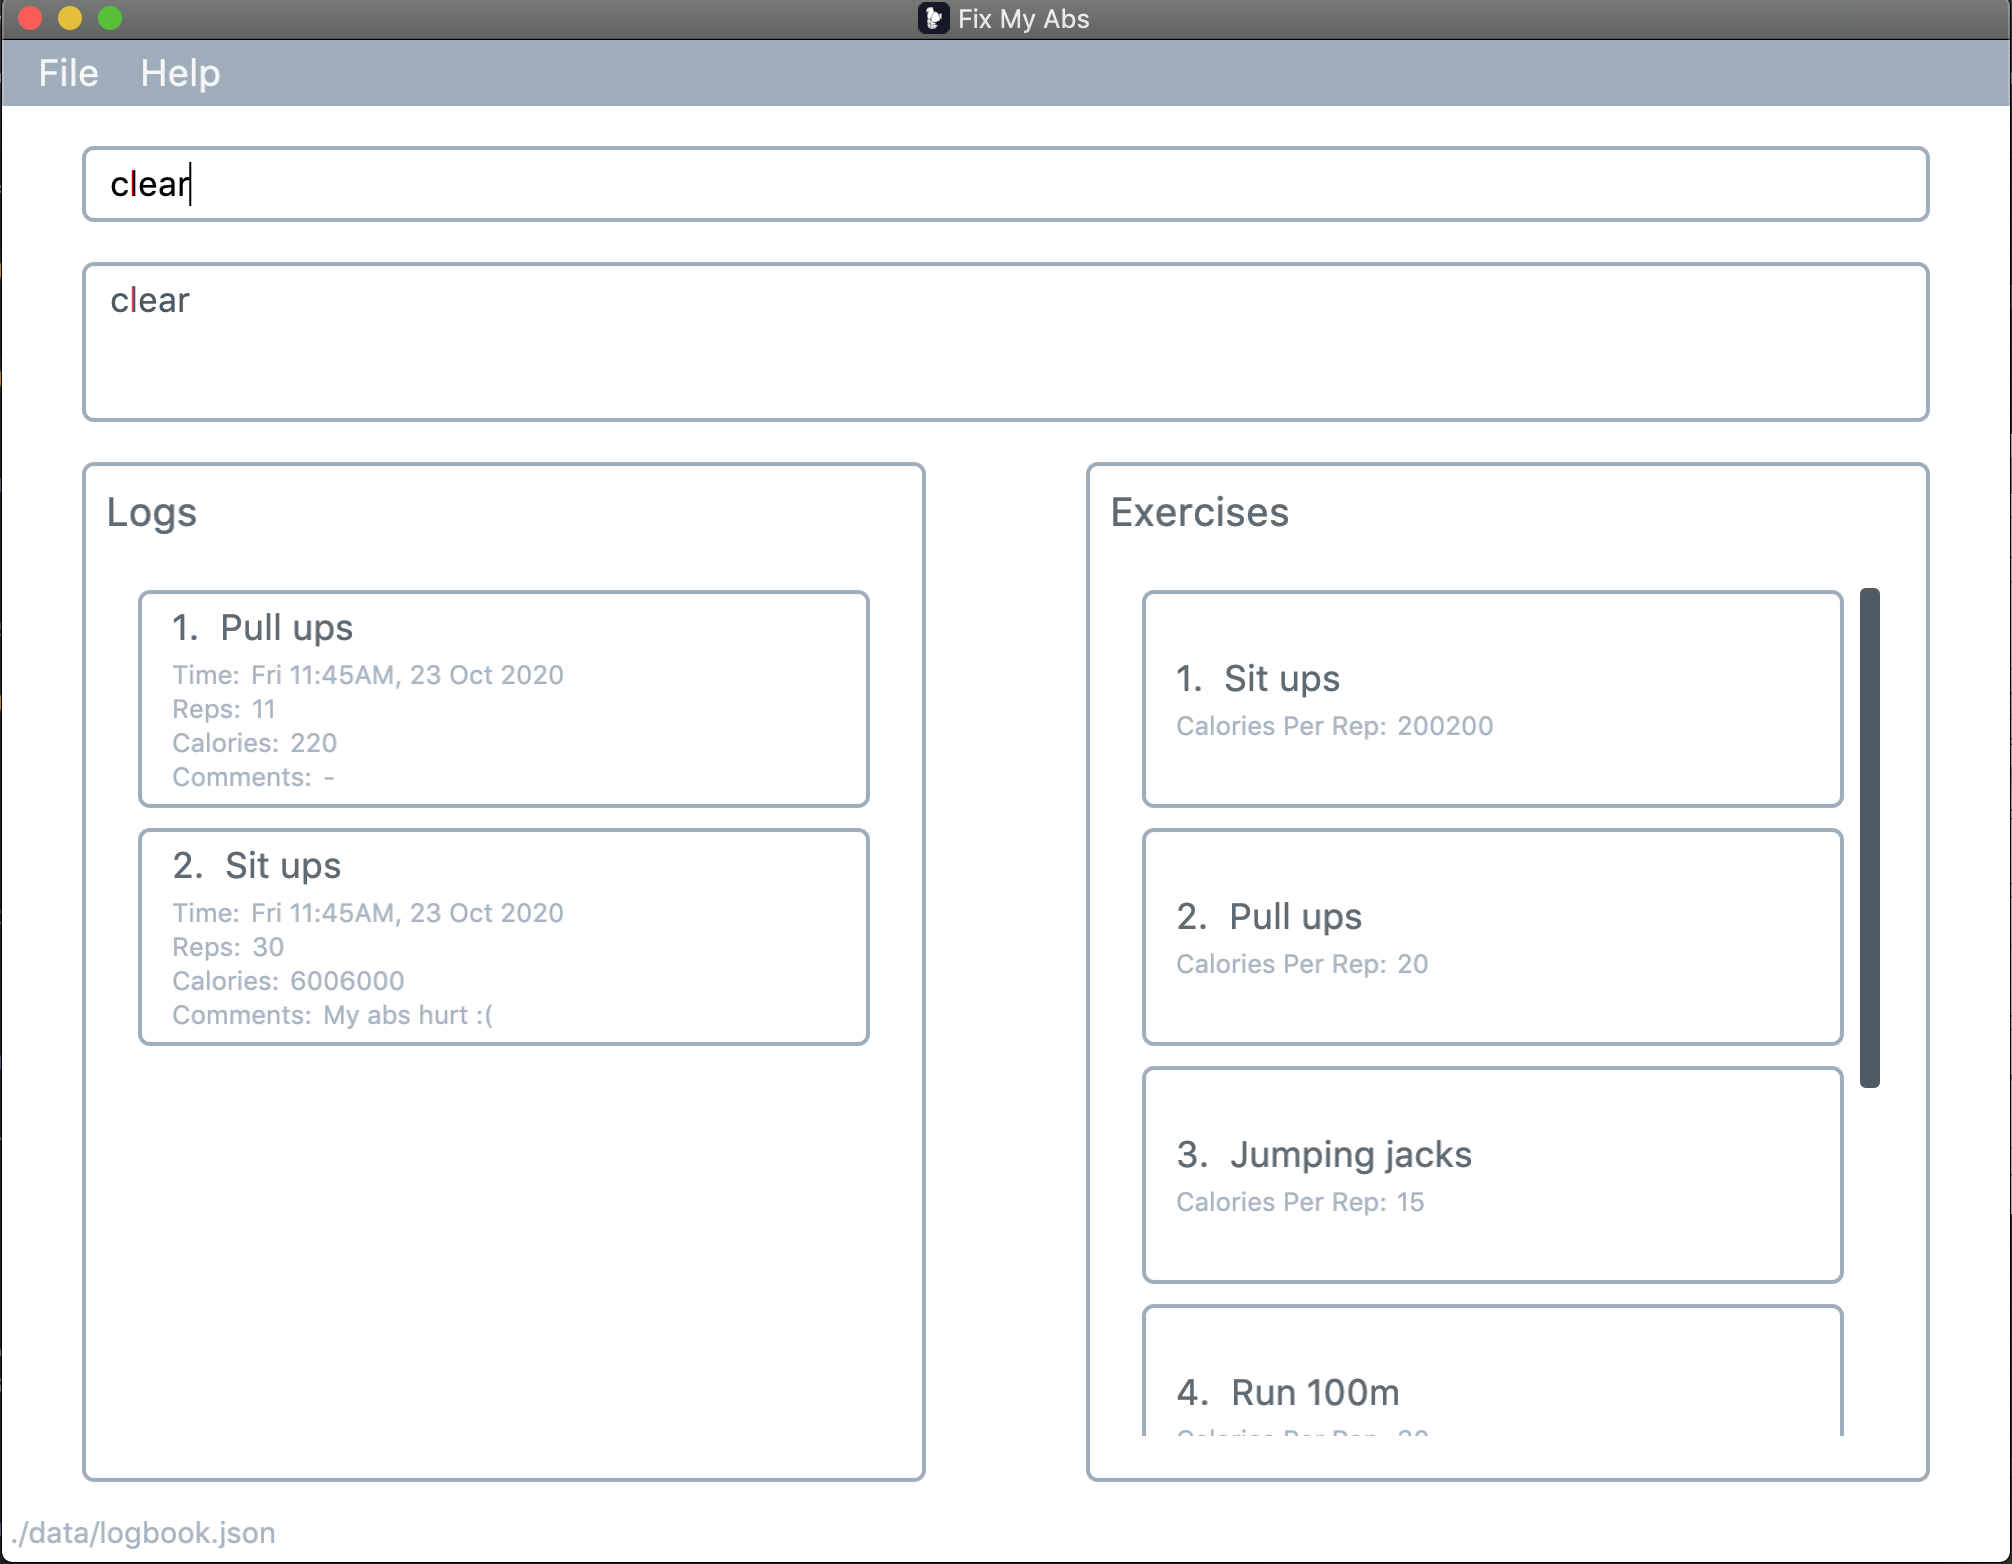 Fix My Abs
File Help
clear
clear
Logs
1. Pull ups
Time: Fri 11:45AM, 23 Oct 2020
Reps: 11
Calories: 220
Comments: -
2. Sit ups
Time: Fri 11:45AM, 23 Oct 2020
Reps: 30
Calories: 6006000
Comments: My abs hurt :(
Exercises
1. Sit ups
Calories Per Rep: 200200
2. Pull ups
Calories Per Rep: 20
3. Jumping jacks
Calories Per Rep: 15
4. Run 100m
Calories Per Rep:
./data/logbook.json